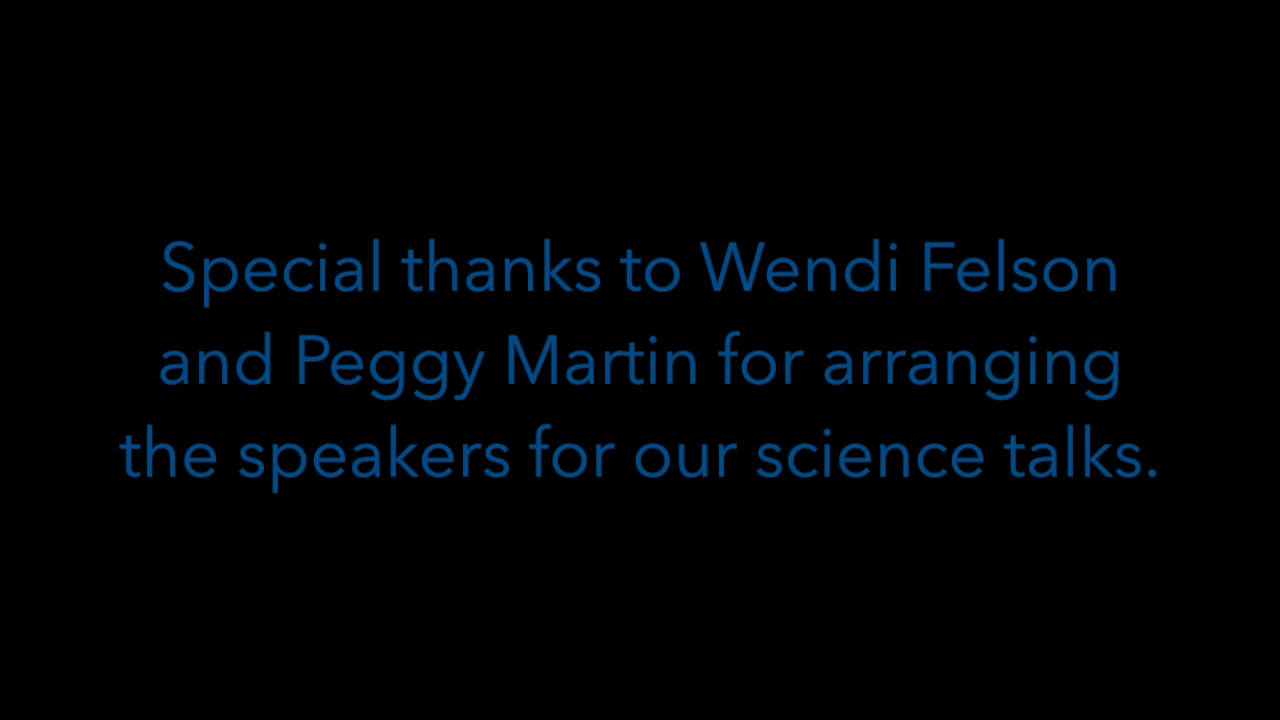 Special thanks to Wendi Felson
and Peggy Martin for arranging
the speakers for our science talks.